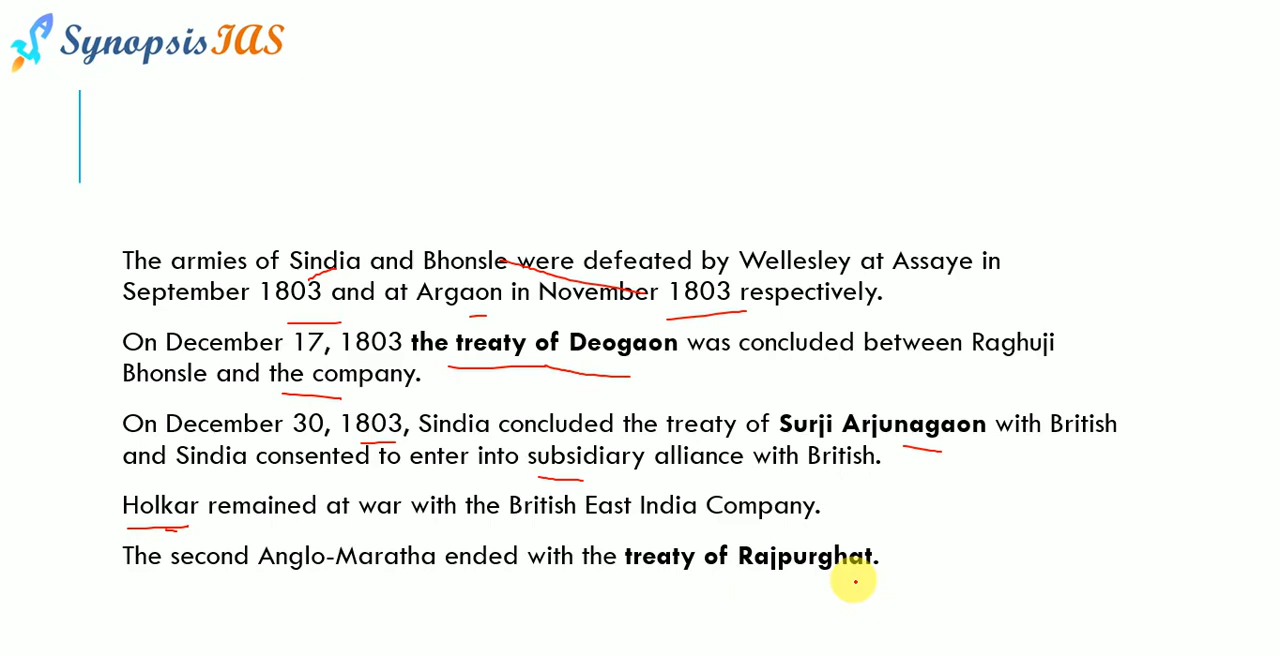 SynopsisIAS
The armies of Sindia and Bhonsle were defeated by Wellesley at Assaye in
September 1803 and at Argaon in November 1803 respectively.
On December 17, 1803 the treaty of Deogaon was concluded between Raghuji
Bhonsle and the company.
On December 30, 1803, Sindia concluded the treaty of Surji Arjunagaon with British
and Sindia consented to enter into subsidiary alliance with British.
Holkar remained at war with the British East India Company.
The second Anglo-Maratha ended with the treaty of Rajpurghat.